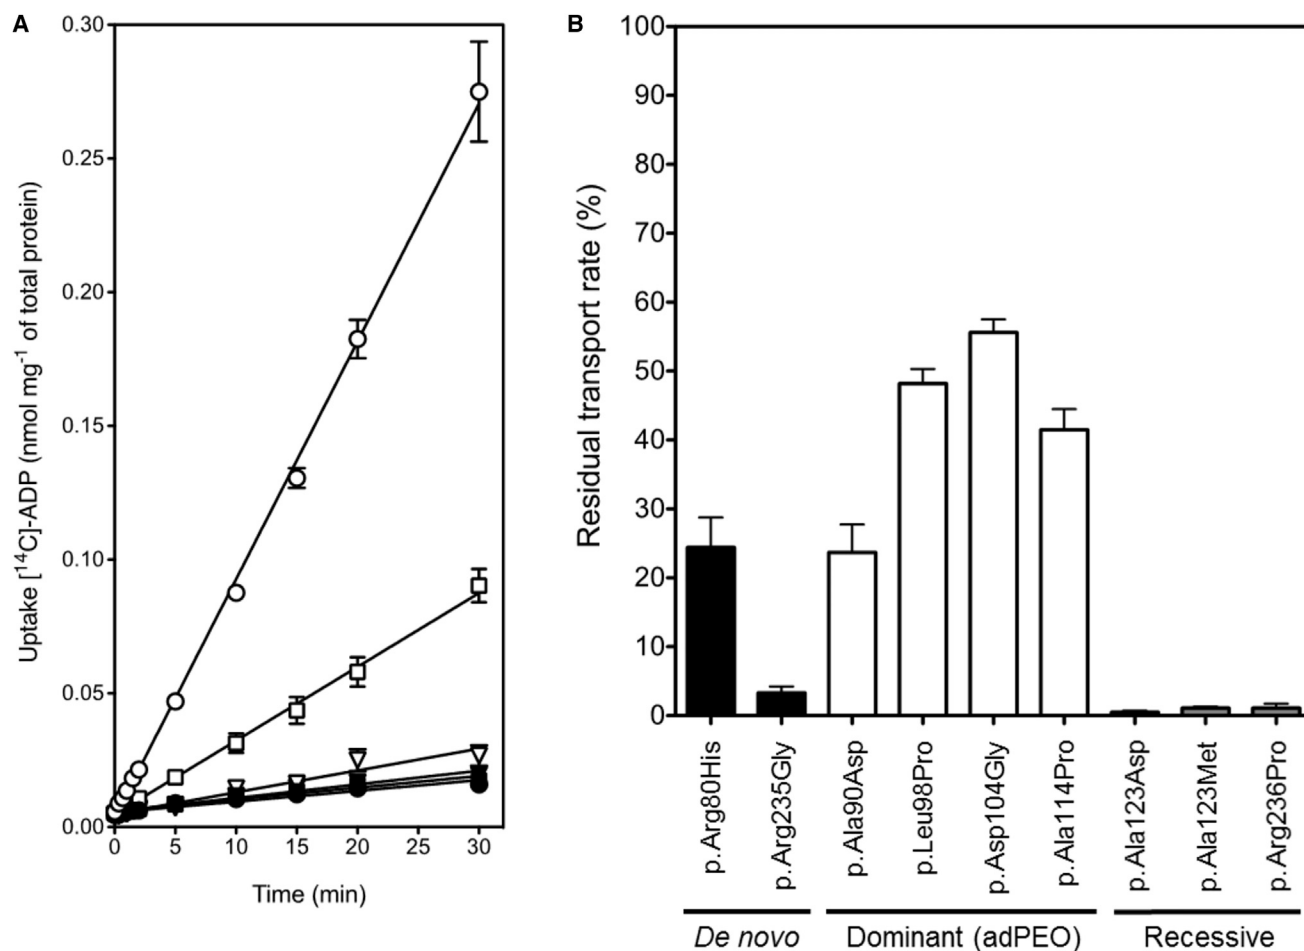 A
Uptake [¹⁴C]-ADP (nmol mg⁻¹ of total protein)
0.30
0.25
0.20
0.15
0.10
0.05
0.00
0 5 10 15 20 25 30
Time (min)
B
Residual transport rate (%)
100
90
80
70
60
50
40
30
20
10
0
p.Arg80His
p.Arg235Gly
p.Ala90Asp
p.Leu98Pro
p.Asp104Gly
p.Ala114Pro
p.Ala123Asp
p.Ala123Met
p.Arg236Pro
De novo
Dominant (adPEO)
Recessive